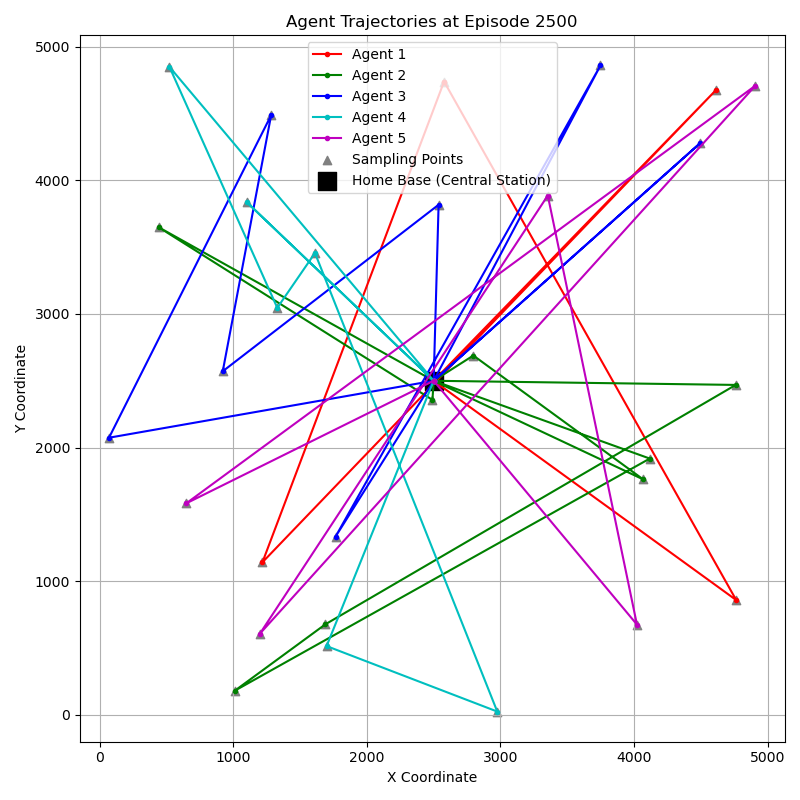 Agent Trajectories at Episode 2500
Agent 1
Agent 2
Agent 3
Agent 4
Agent 5
Sampling Points
Home Base (Central Station)
Y Coordinate
5000
4000
3000
2000
1000
0
0 1000 2000 3000 4000 5000
X Coordinate